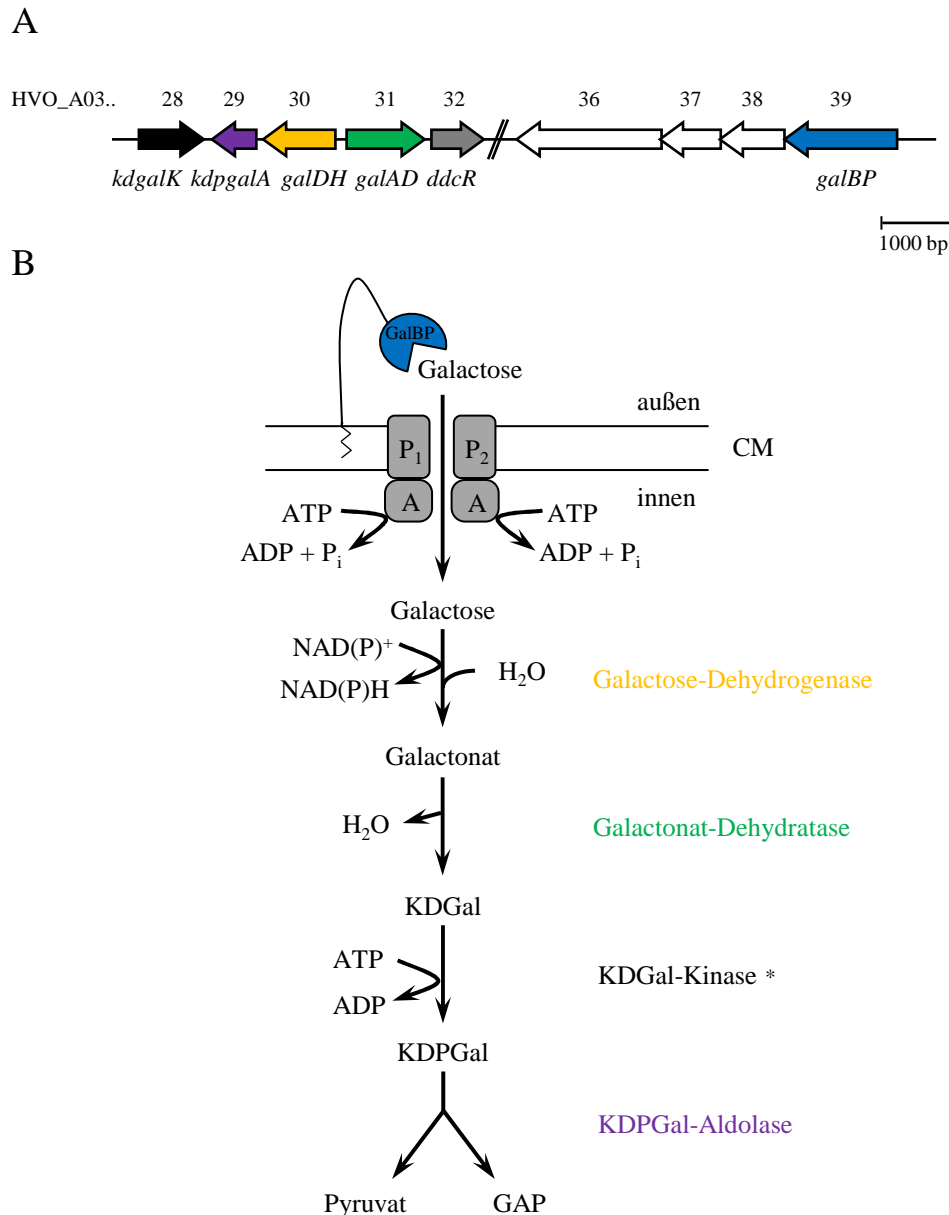 A
HVO_A03.. 28 29 30 31 32 36 37 38 39
kdgalK kdpgalA galDH galAD ddcR galBP
1000 bp
B
GalBP
Galactose
außen
P1 P2
CM
A A
innen
ATP ATP
ADP + Pi ADP + Pi
Galactose
NAD(P)+
H2O
NAD(P)H
Galactose-Dehydrogenase
Galactonat
H2O
Galactonat-Dehydratase
KDGal
ATP
KDGal-Kinase *
ADP
KDPGal
KDPGal-Aldolase
Pyruvat GAP